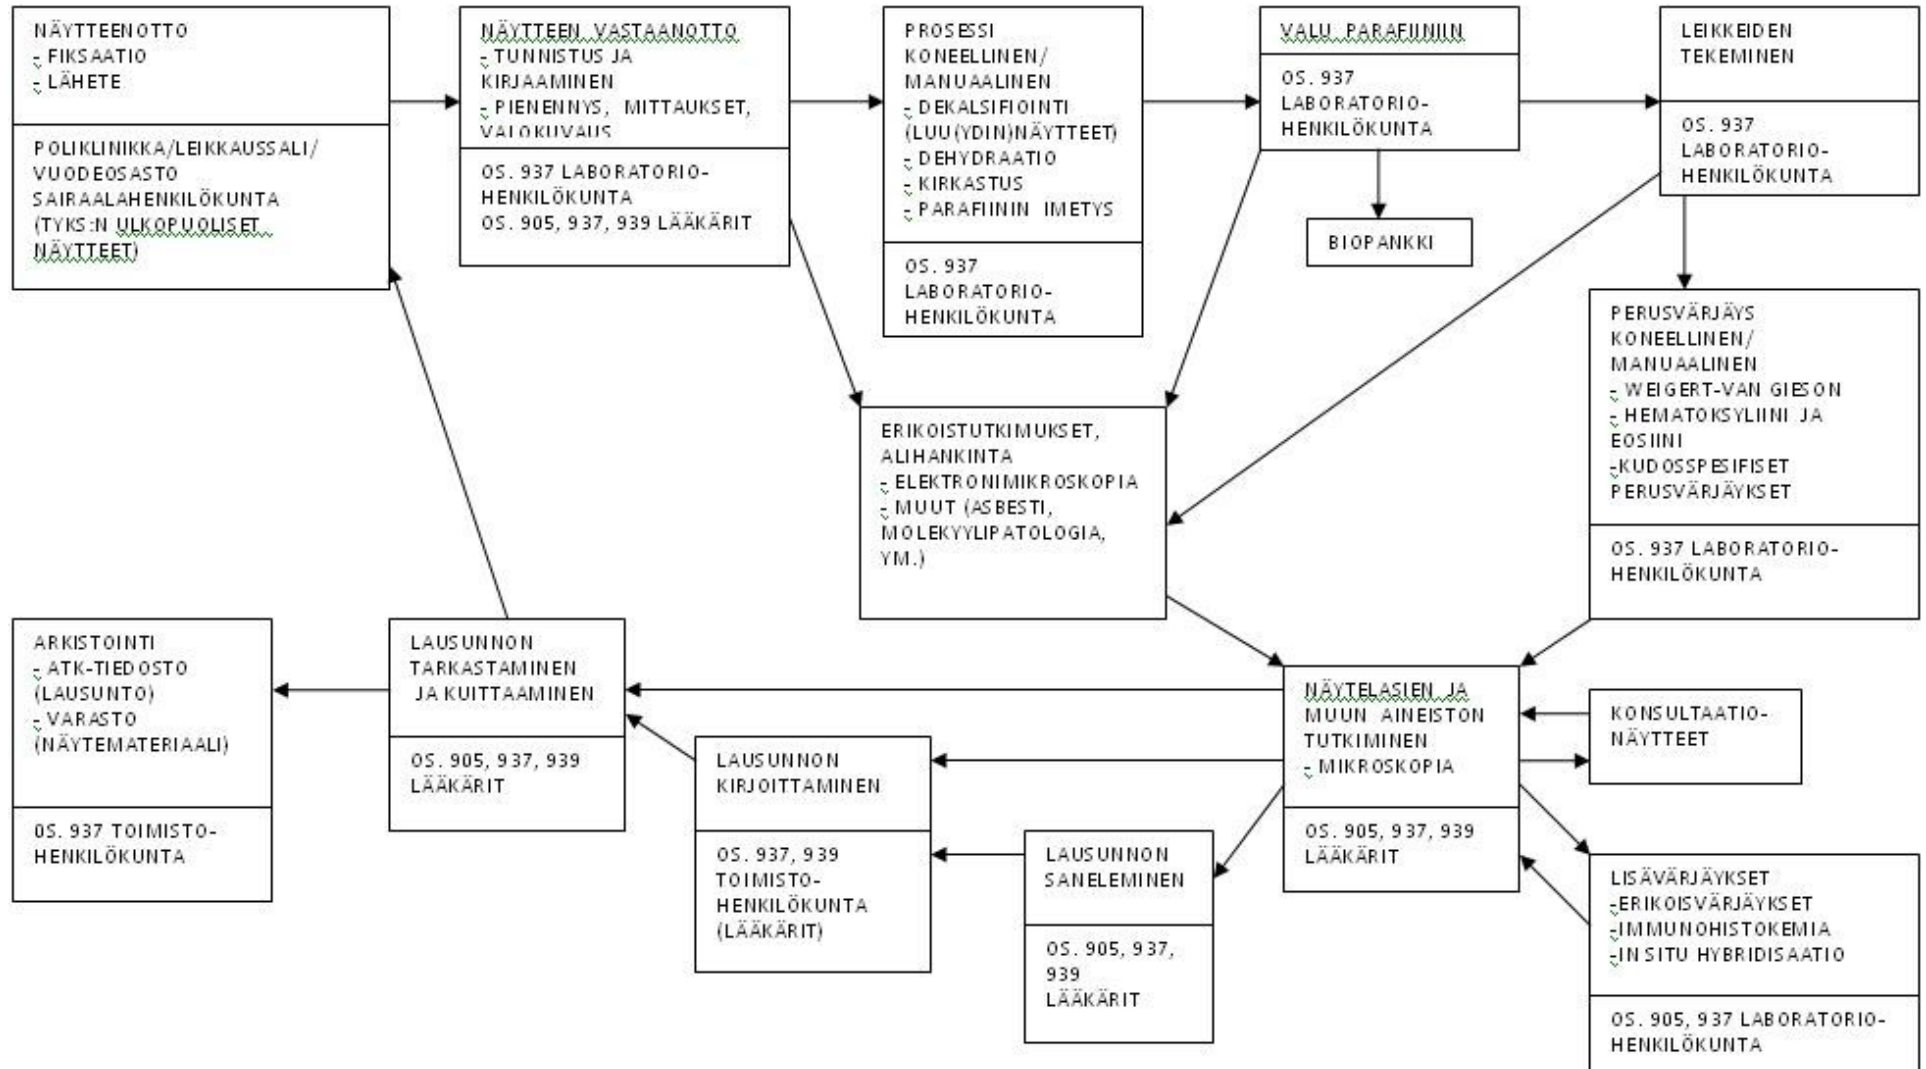 NÄYTTEENOTTO
- FIKSAATIO
- LÄHETE
POLIKLINIKKA/LEIKKAUSSALI/
VUODEOSASTO
SAIRAALAHENKILÖKUNTA
(TYKS:N ULKOPUOLISET
NÄYTTEET)
NÄYTTEEN VASTAANOTTO
- TUNNISTUS JA
KIRJAAMINEN
- PIENENNYS, MITTAUKSET,
VALOKUVAUS
OS. 937 LABORATORIO-
HENKILÖKUNTA
OS. 905, 937, 939 LÄÄKÄRIT
PROSESSI
KONEELLINEN/
MANUAALINEN
- DEKALSIFIOINTI
(LUU(YDIN)NÄYTTEET)
- DEHYDRAATIO
- KIRKASTUS
- PARAFIININ IMETYS
OS. 937
LABORATORIO-
HENKILÖKUNTA
VALU PARAFIINIIN
OS. 937
LABORATORIO-
HENKILÖKUNTA
BIOPANKKI
LEIKKEIDEN
TEKEMINEN
OS. 937
LABORATORIO-
HENKILÖKUNTA
PERUSVÄRJÄYS
KONEELLINEN/
MANUAALINEN
- WEIGERT-VAN GIESON
- HEMATOKSYLIINI JA
EOSIINI
-KUDOSSPESIFISET
PERUSVÄRJÄYKSET
OS. 937 LABORATORIO-
HENKILÖKUNTA
ERIKOISTUTKIMUKSET,
ALIHANKINTA
- ELEKTRONIMIKROSKOPIA
- MUUT (ASBESTI,
MOLEKYYLIPATOLOGIA,
YM.)
ARKISTOINTI
- ATK-TIEDOSTO
(LAUSUNTO)
- VARASTO
(NÄYTEMATERIAALI)
OS. 937 TOIMISTO-
HENKILÖKUNTA
LAUSUNNON
TARKASTAMINEN
JA KUITTAAMINEN
OS. 905, 937, 939
LÄÄKÄRIT
LAUSUNNON
KIRJOITTAMINEN
OS. 937, 939
TOIMISTO-
HENKILÖKUNTA
(LÄÄKÄRIT)
LAUSUNNON
SANELEMINEN
OS. 905, 937,
939
LÄÄKÄRIT
NÄYTELASIEN JA
MUUN AINEISTON
TUTKIMINEN
- MIKROSKOPIA
OS. 905, 937, 939
LÄÄKÄRIT
KONSULTAATIO-
NÄYTTEET
LISÄVÄRJÄYKSET
-ERIKOISVÄRJÄYKSET
-IMMUNOHISTOKEMIA
-IN SITU HYBRIDISAATIO
OS. 905, 937 LABORATORIO-
HENKILÖKUNTA